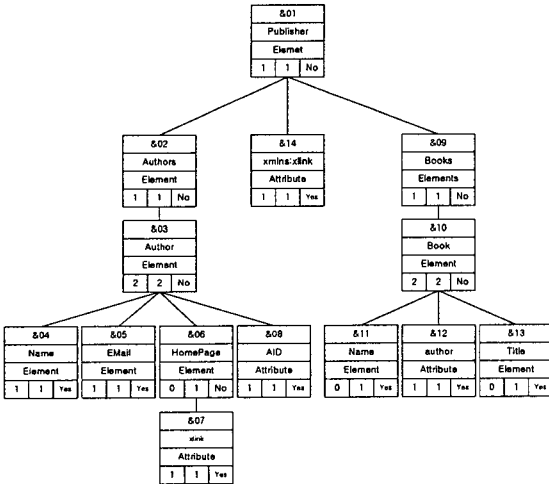 &01
Publisher
Elemet
1 1 No
&02
Authors
Element
1 1 No
&14
xmlns:xlink
Attribute
1 1 Yes
&09
Books
Elements
1 1 No
&03
Author
Element
2 2 No
&10
Book
Element
2 2 No
&04
Name
Element
1 1 Yes
&05
EMail
Element
1 1 Yes
&06
HomePage
Element
0 1 No
&08
AID
Attribute
1 1 Yes
&11
Name
Element
0 1 Yes
&12
author
Attribute
1 1 Yes
&13
Title
Element
0 1 Yes
&07
xlink
Attribute
1 1 Yes